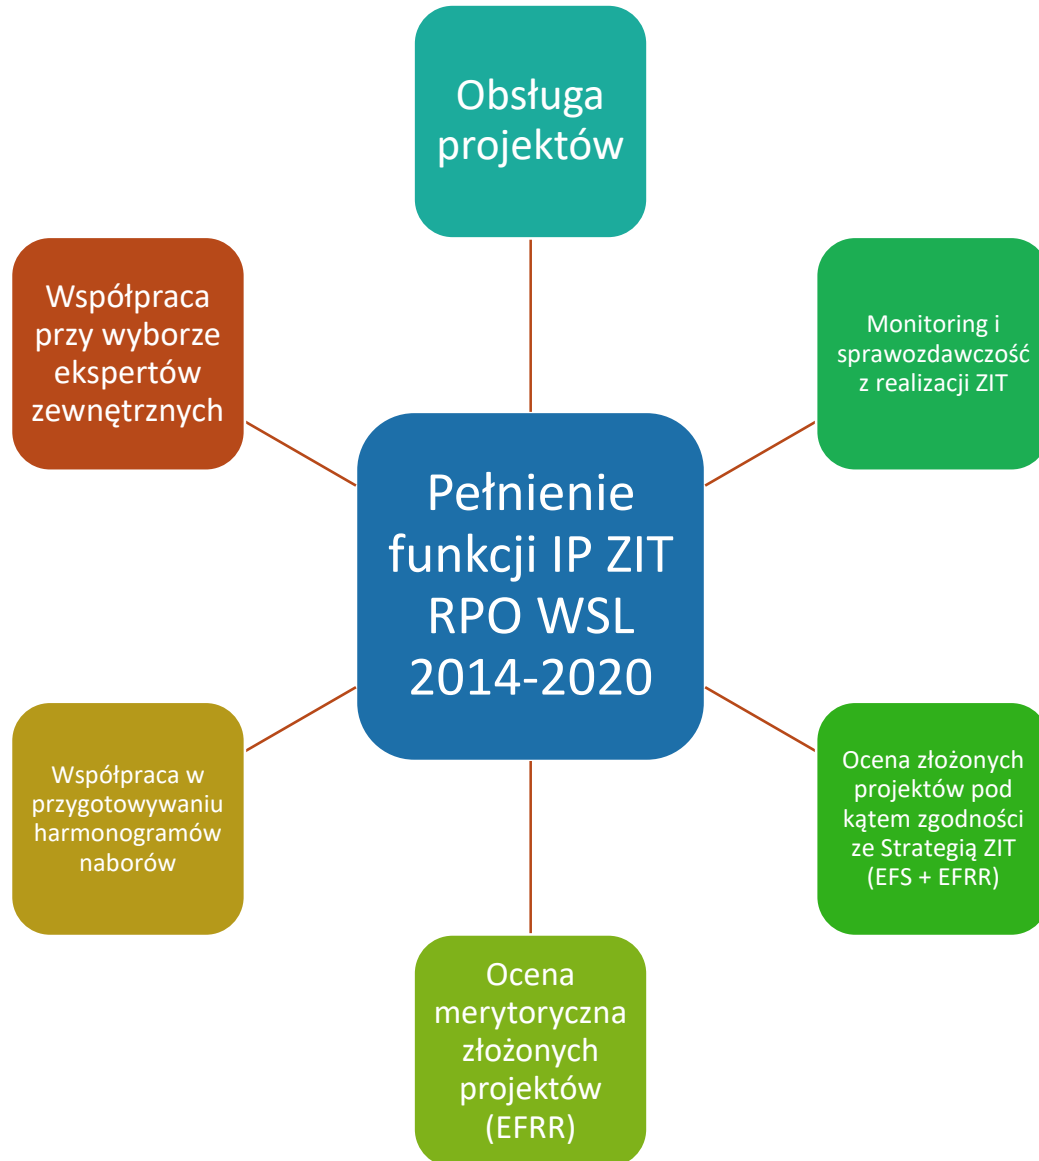 Obsługa
projektów
Współpraca
przy wyborze
ekspertów
zewnętrznych
Monitoring i
sprawozdawczość
z realizacji ZIT
Pełnienie
funkcji IP ZIT
RPO WSL
2014-2020
Współpraca w
przygotowywaniu
harmonogramów
naborów
Ocena złożonych
projektów pod
kątem zgodności
ze Strategią ZIT
(EFS + EFRR)
Ocena
merytoryczna
złożonych
projektów
(EFRR)